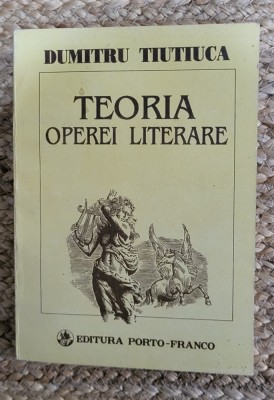 DUMITRU TIUTIUCA
TEORIA
OPEREI LITERARE
EDITURA PORTO-FRANCO